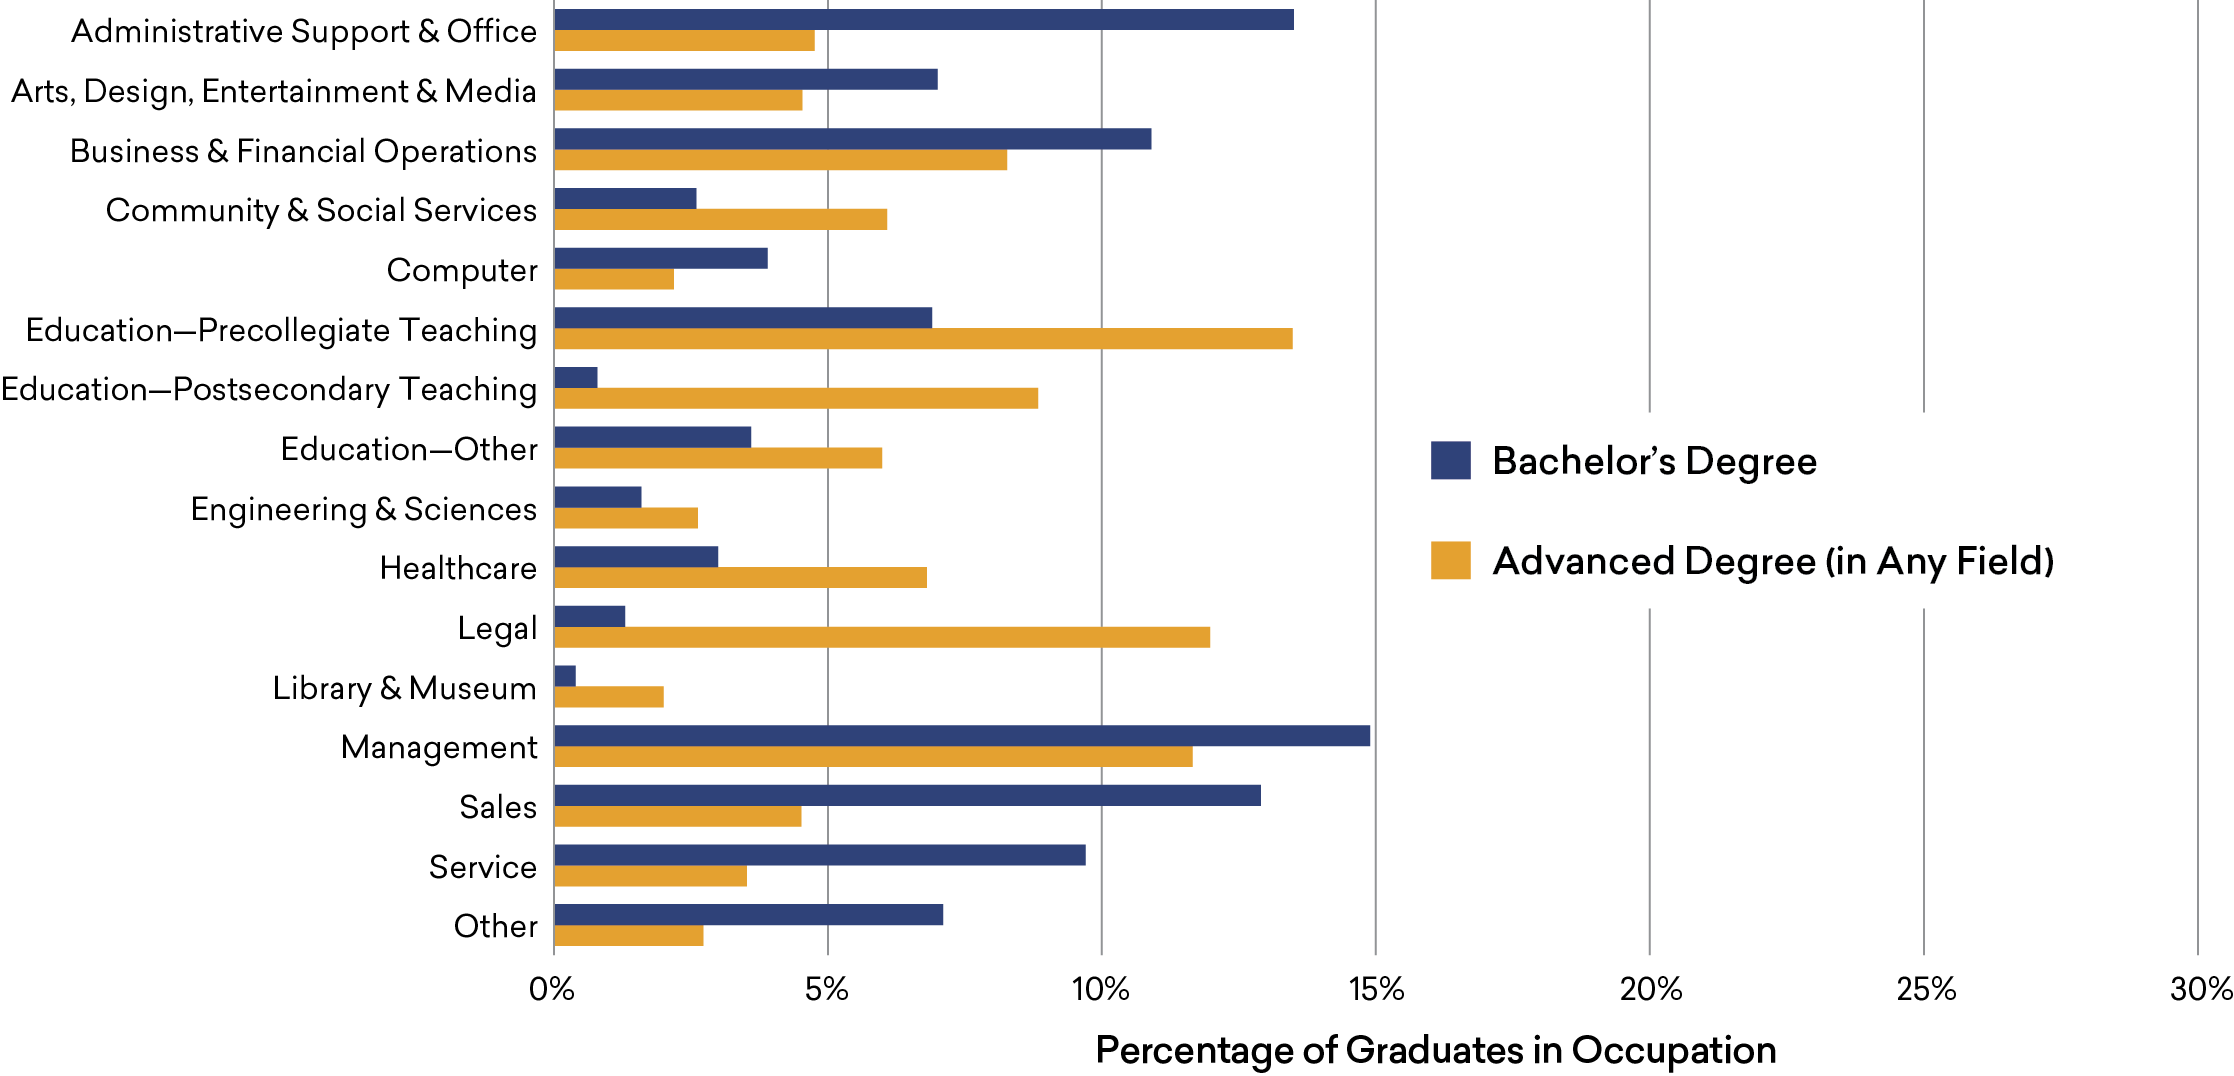 Administrative Support & Office
Arts, Design, Entertainment & Media
Business & Financial Operations
Community & Social Services
Computer
Education—Precollegiate Teaching
Education—Postsecondary Teaching
Education—Other
Engineering & Sciences
Healthcare
Legal
Library & Museum
Management
Sales
Service
Other
Bachelor’s Degree
Advanced Degree (in Any Field)
0% 5% 10% 15% 20% 25% 30%
Percentage of Graduates in Occupation